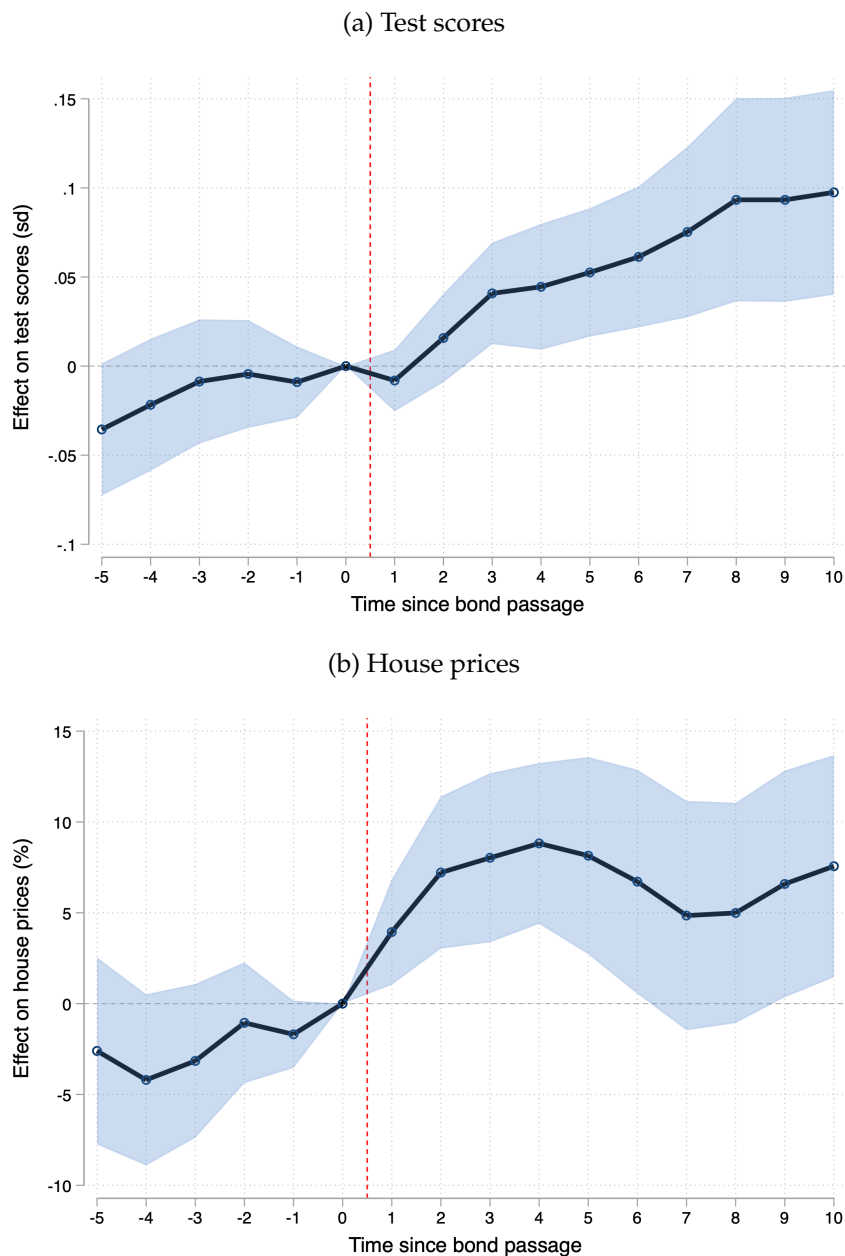 (a) Test scores
.15
.1
.05
0
-.05
-.1
Effect on test scores (sd)
-5 -4 -3 -2 -1 0 1 2 3 4 5 6 7 8 9 10
Time since bond passage
(b) House prices
15
10
5
0
-5
-10
Effect on house prices (%)
-5 -4 -3 -2 -1 0 1 2 3 4 5 6 7 8 9 10
Time since bond passage